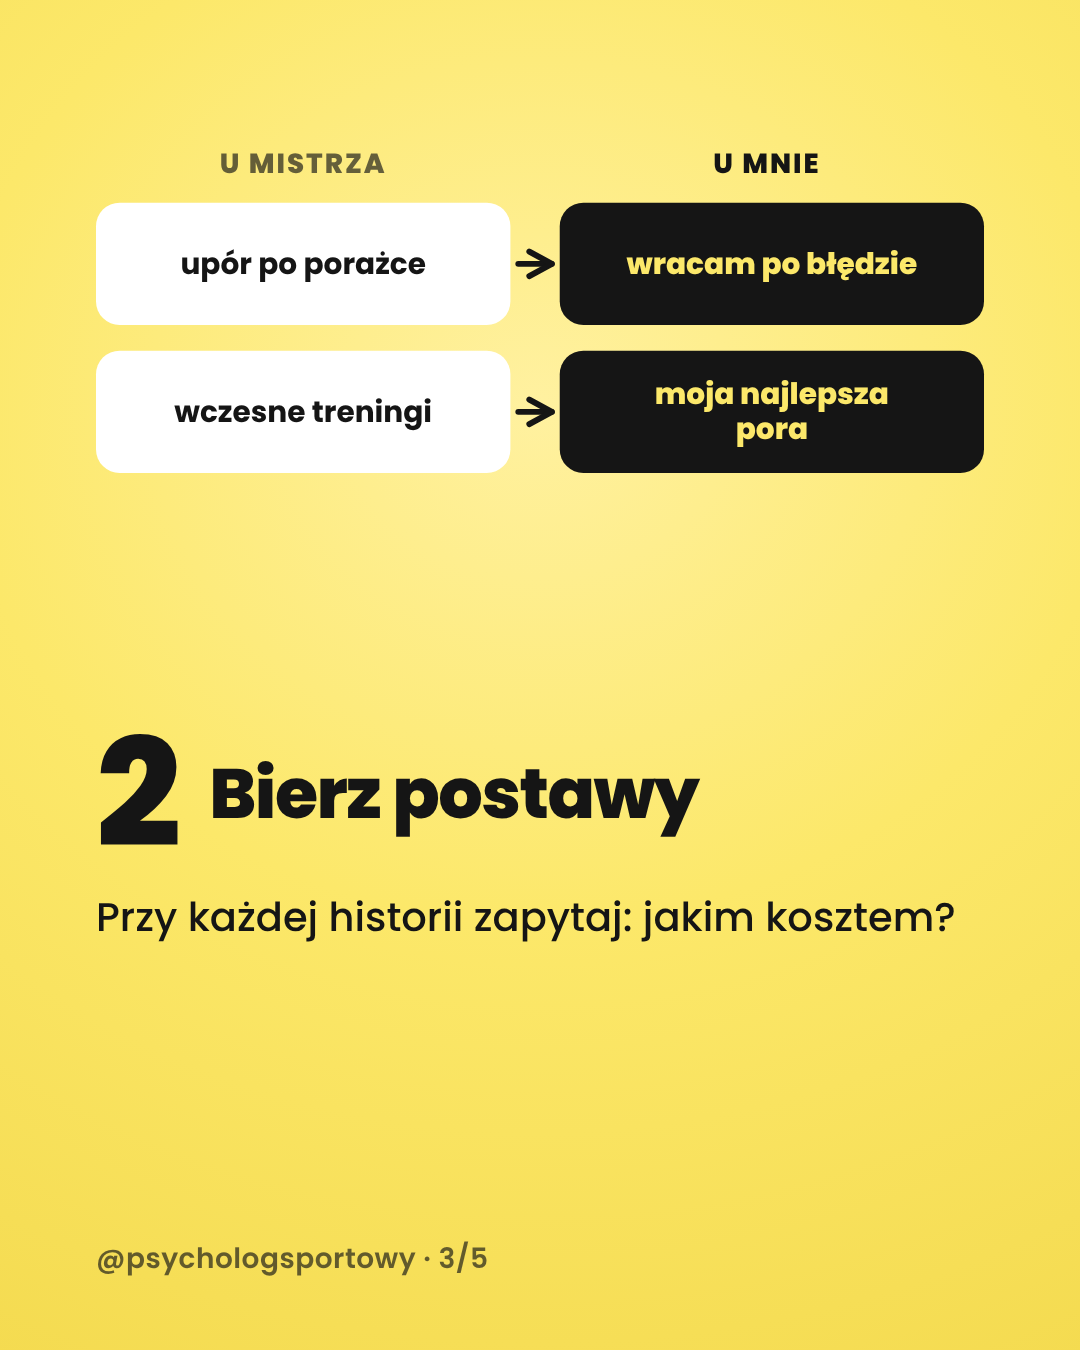 U MISTRZA
U MNIE
upór po porażce
wracam po błędzie
wczesne treningi
moja najlepsza
pora
2 Bierz postawy
Przy każdej historii zapytaj: jakim kosztem?
@psychologsportowy · 3/5